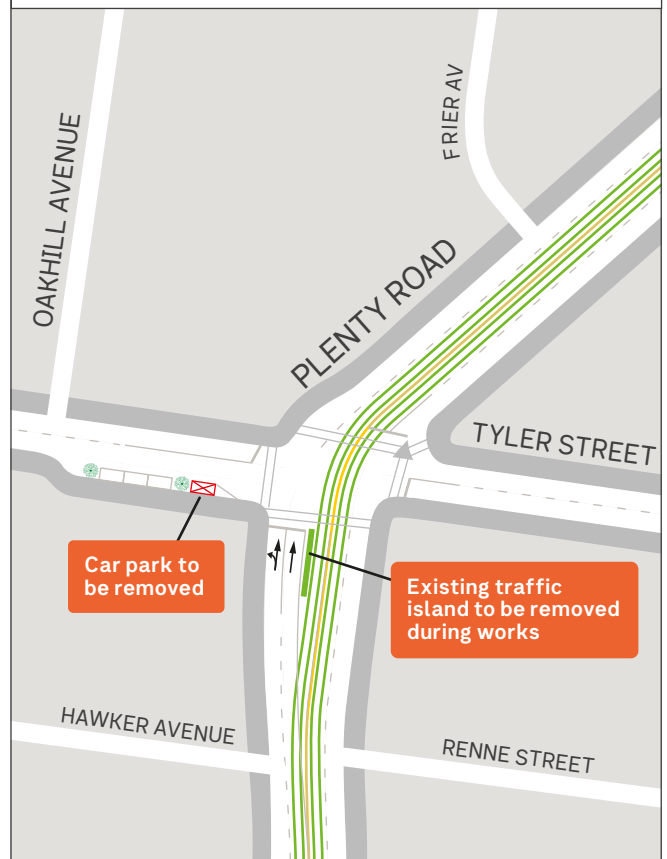 FRIER AV
OAKHILL AVENUE
PLENTY ROAD
TYLER STREET
Car park to
be removed
Existing traffic
island to be removed
during works
HAWKER AVENUE
RENNE STREET